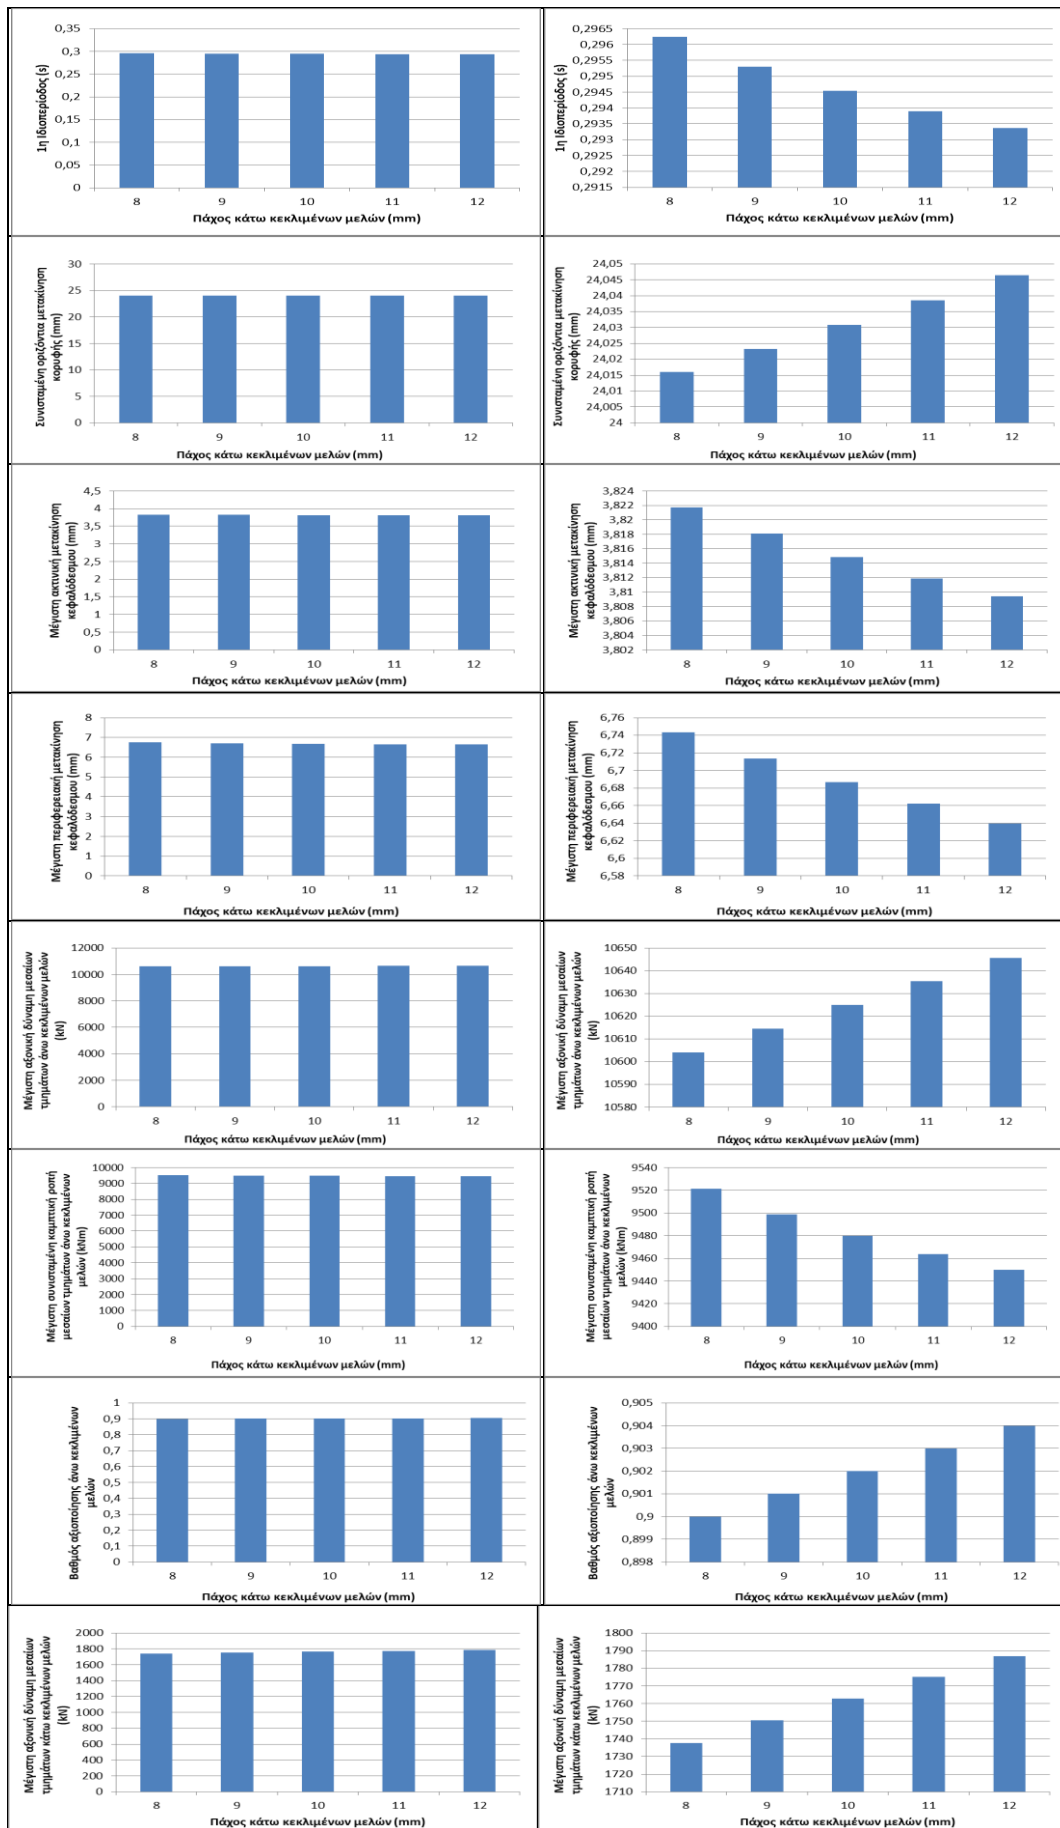 1η Ιδιοπερίοδος (s)
0,35
0,3
0,25
0,2
0,15
0,1
0,05
0
8 9 10 11 12
Πάχος κάτω κεκλιμένων μελών (mm)
1η Ιδιοπερίοδος (s)
0,2965
0,296
0,2955
0,295
0,2945
0,294
0,2935
0,293
0,2925
0,292
0,2915
8 9 10 11 12
Πάχος κάτω κεκλιμένων μελών (mm)
Συνισταμένη οριζόντια μετακίνηση
κορυφής (mm)
30
25
20
15
10
5
0
8 9 10 11 12
Πάχος κάτω κεκλιμένων μελών (mm)
Συνισταμένη οριζόντια μετακίνηση
κορυφής (mm)
24,05
24,045
24,04
24,035
24,03
24,025
24,02
24,015
24,01
24,005
24
8 9 10 11 12
Πάχος κάτω κεκλιμένων μελών (mm)
Μέγιστη ακτινική μετακίνηση
κεφαλόδεσμου (mm)
4,5
4
3,5
3
2,5
2
1,5
1
0,5
0
8 9 10 11 12
Πάχος κάτω κεκλιμένων μελών (mm)
Μέγιστη ακτινική μετακίνηση
κεφαλόδεσμου (mm)
3,824
3,822
3,82
3,818
3,816
3,814
3,812
3,81
3,808
3,806
3,804
3,802
8 9 10 11 12
Πάχος κάτω κεκλιμένων μελών (mm)
Μέγιστη περιφερειακή μετακίνηση
κεφαλόδεσμου (mm)
8
7
6
5
4
3
2
1
0
8 9 10 11 12
Πάχος κάτω κεκλιμένων μελών (mm)
Μέγιστη περιφερειακή μετακίνηση
κεφαλόδεσμου (mm)
6,76
6,74
6,72
6,7
6,68
6,66
6,64
6,62
6,6
6,58
8 9 10 11 12
Πάχος κάτω κεκλιμένων μελών (mm)
Μέγιστη αξονική δύναμη μεσαίων
τμημάτων άνω κεκλιμένων μελών
(kN)
12000
10000
8000
6000
4000
2000
0
8 9 10 11 12
Πάχος κάτω κεκλιμένων μελών (mm)
Μέγιστη αξονική δύναμη μεσαίων
τμημάτων άνω κεκλιμένων μελών
(kN)
10650
10640
10630
10620
10610
10600
10590
10580
8 9 10 11 12
Πάχος κάτω κεκλιμένων μελών (mm)
Μέγιστη συνισταμένη καμπτική ροπή
μεσαίων τμημάτων άνω κεκλιμένων
μελών (kNm)
10000
9000
8000
7000
6000
5000
4000
3000
2000
1000
0
8 9 10 11 12
Πάχος κάτω κεκλιμένων μελών (mm)
Μέγιστη συνισταμένη καμπτική ροπή
μεσαίων τμημάτων άνω κεκλιμένων
μελών (kNm)
9540
9520
9500
9480
9460
9440
9420
9400
8 9 10 11 12
Πάχος κάτω κεκλιμένων μελών (mm)
Βαθμός αξιοποίησης άνω κεκλιμένων
μελών
1
0,9
0,8
0,7
0,6
0,5
0,4
0,3
0,2
0,1
0
8 9 10 11 12
Πάχος κάτω κεκλιμένων μελών (mm)
Βαθμός αξιοποίησης άνω κεκλιμένων
μελών
0,905
0,904
0,903
0,902
0,901
0,9
0,899
0,898
8 9 10 11 12
Πάχος κάτω κεκλιμένων μελών (mm)
Μέγιστη αξονική δύναμη μεσαίων
τμημάτων κάτω κεκλιμένων μελών
(kN)
2000
1800
1600
1400
1200
1000
800
600
400
200
0
8 9 10 11 12
Πάχος κάτω κεκλιμένων μελών (mm)
Μέγιστη αξονική δύναμη μεσαίων
τμημάτων κάτω κεκλιμένων μελών
(kN)
1800
1790
1780
1770
1760
1750
1740
1730
1720
1710
8 9 10 11 12
Πάχος κάτω κεκλιμένων μελών (mm)